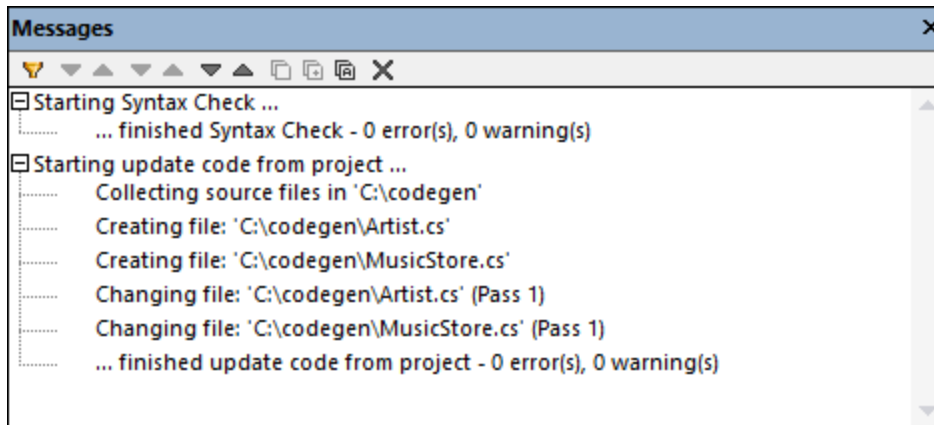 Messages
Starting Syntax Check ...
... finished Syntax Check - 0 error(s), 0 warning(s)
Starting update code from project ...
Collecting source files in 'C:\codegen'
Creating file: 'C:\codegen\Artist.cs'
Creating file: 'C:\codegen\MusicStore.cs'
Changing file: 'C:\codegen\Artist.cs' (Pass 1)
Changing file: 'C:\codegen\MusicStore.cs' (Pass 1)
... finished update code from project - 0 error(s), 0 warning(s)